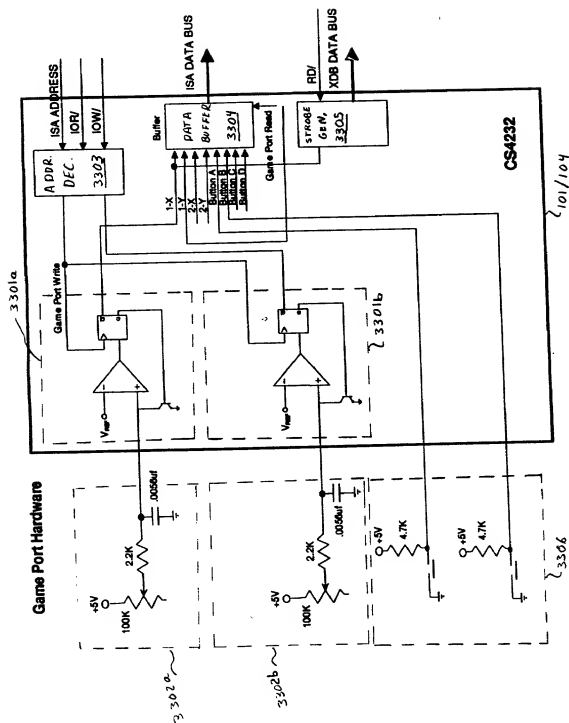 Game Port Hardware
3301a
Game Port Write
ADDR.
DEC.
3303
ISA ADDRESS
IOR/
IOW/
Buffer
DATA
BUFFER
3304
ISA DATA BUS
1-X
1-Y
2-X
2-Y
Button A
Button B
Button C
Button D
Game Port Read
STROBE
GEN.
3305
RD/
XDB DATA BUS
CS4232
101/104
VREF
VREF
3301b
+5V
100K
2.2K
.0056uf
3302a
+5V
100K
2.2K
.0056uf
3302b
+5V
4.7K
+5V
4.7K
3306